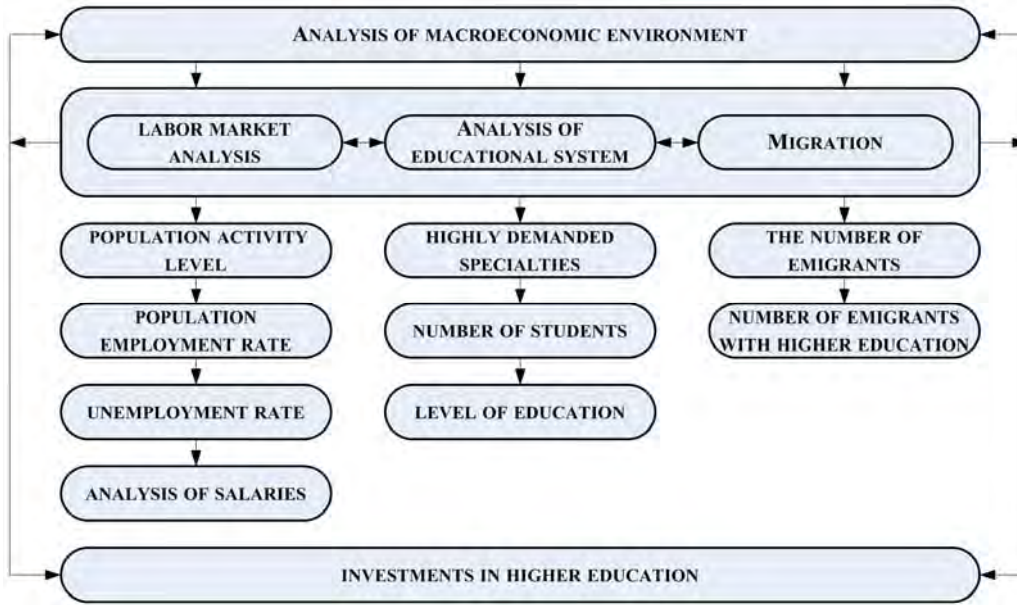 ANALYSIS OF MACROECONOMIC ENVIRONMENT
LABOR MARKET
ANALYSIS
ANALYSIS OF
EDUCATIONAL SYSTEM
MIGRATION
POPULATION ACTIVITY
LEVEL
HIGHLY DEMANDED
SPECIALTIES
THE NUMBER OF
EMIGRANTS
POPULATION
EMPLOYMENT RATE
NUMBER OF STUDENTS
NUMBER OF EMIGRANTS
WITH HIGHER EDUCATION
UNEMPLOYMENT RATE
LEVEL OF EDUCATION
ANALYSIS OF SALARIES
INVESTMENTS IN HIGHER EDUCATION